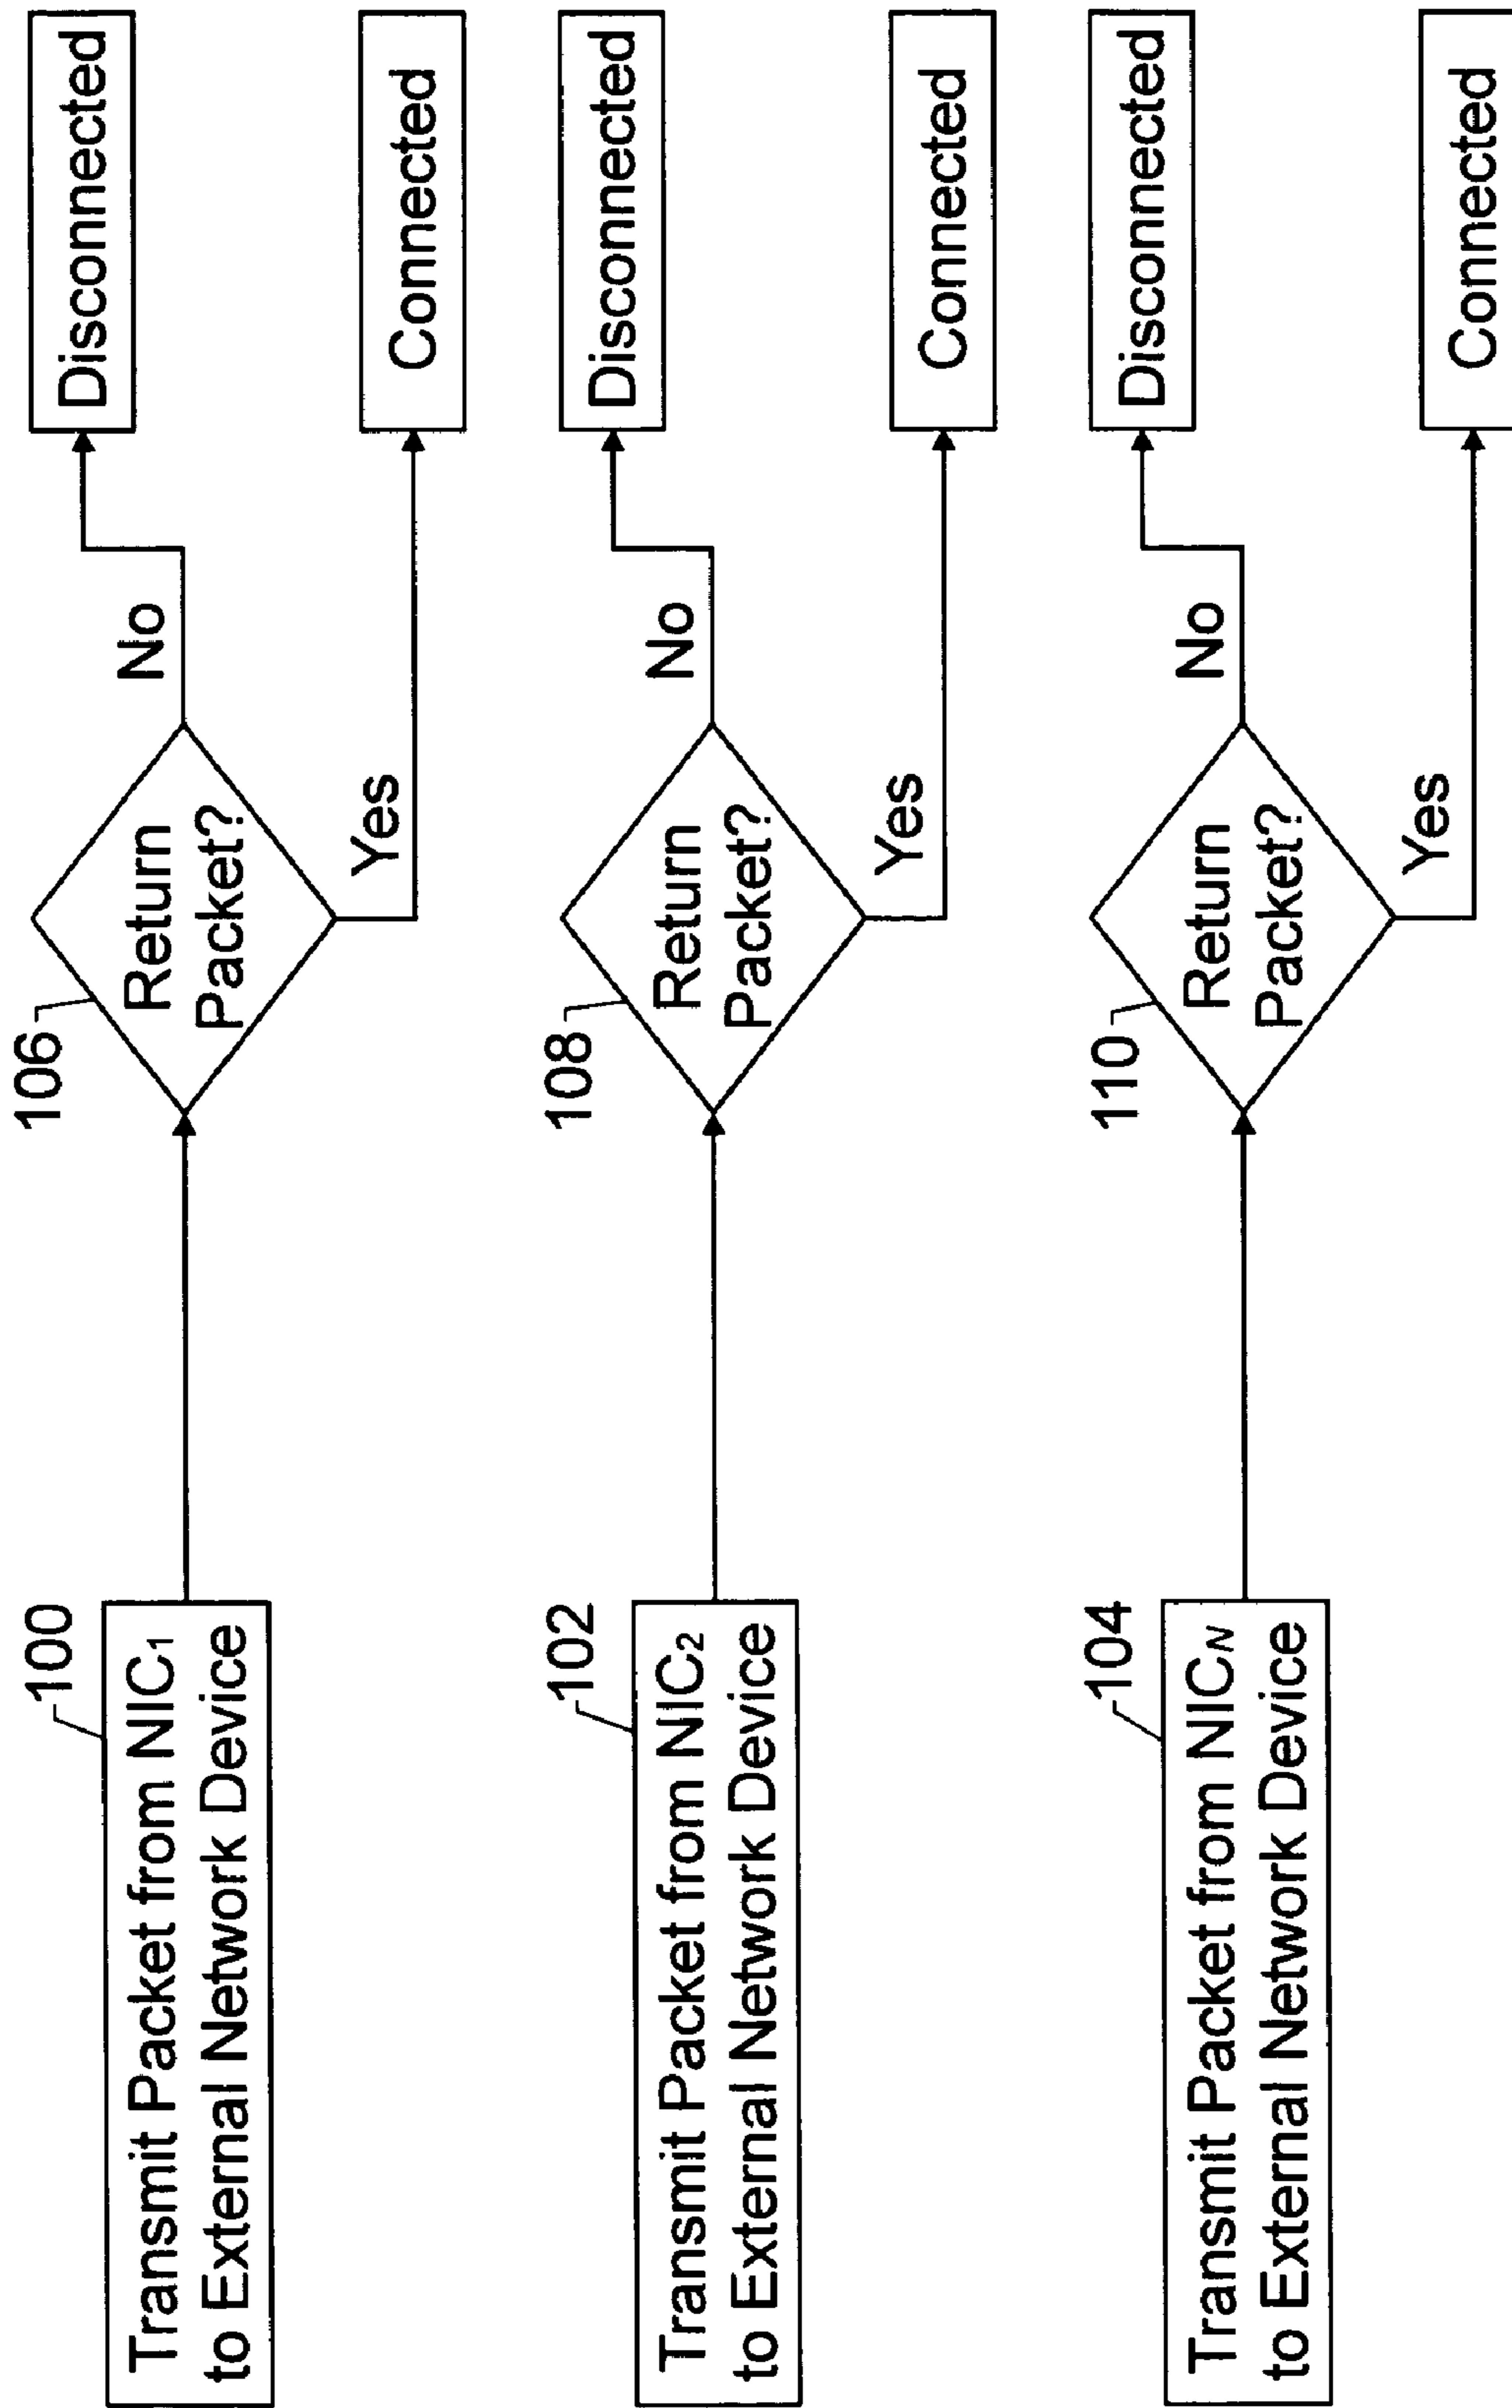 100
Transmit Packet from NIC1
to External Network Device
106
Return
Packet?
No
Yes
Disconnected
Connected
102
Transmit Packet from NIC2
to External Network Device
108
Return
Packet?
No
Yes
Disconnected
Connected
104
Transmit Packet from NICN
to External Network Device
110
Return
Packet?
No
Yes
Disconnected
Connected